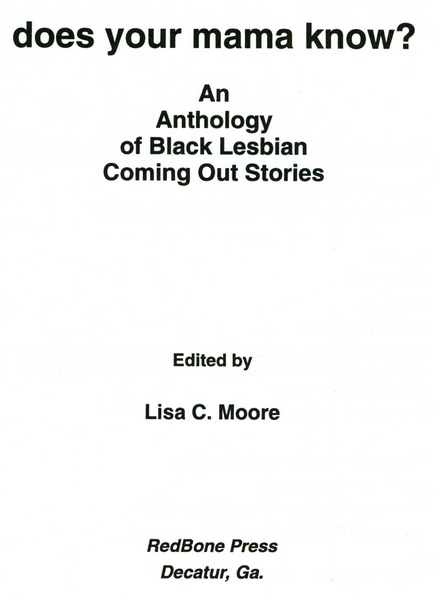 does your mama know?
An
Anthology
of Black Lesbian
Coming Out Stories
Edited by
Lisa C. Moore
RedBone Press
Decatur, Ga.